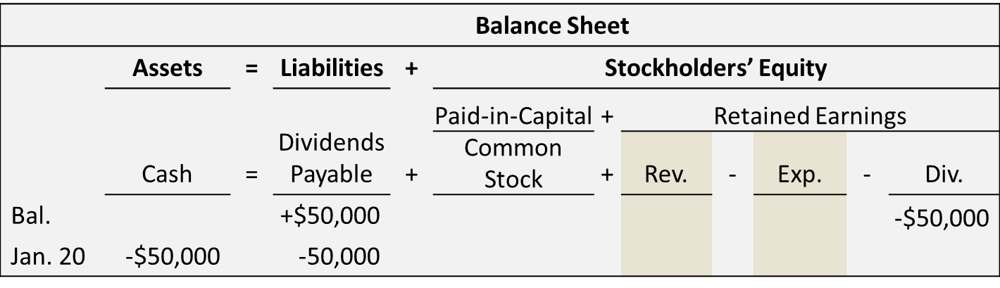 Balance Sheet
Assets = Liabilities + Stockholders’ Equity
Paid-in-Capital + Retained Earnings
Dividends Common
Cash = Payable + Stock + Rev. - Exp. - Div.
Bal. +$50,000 -$50,000
Jan. 20 -$50,000 -50,000